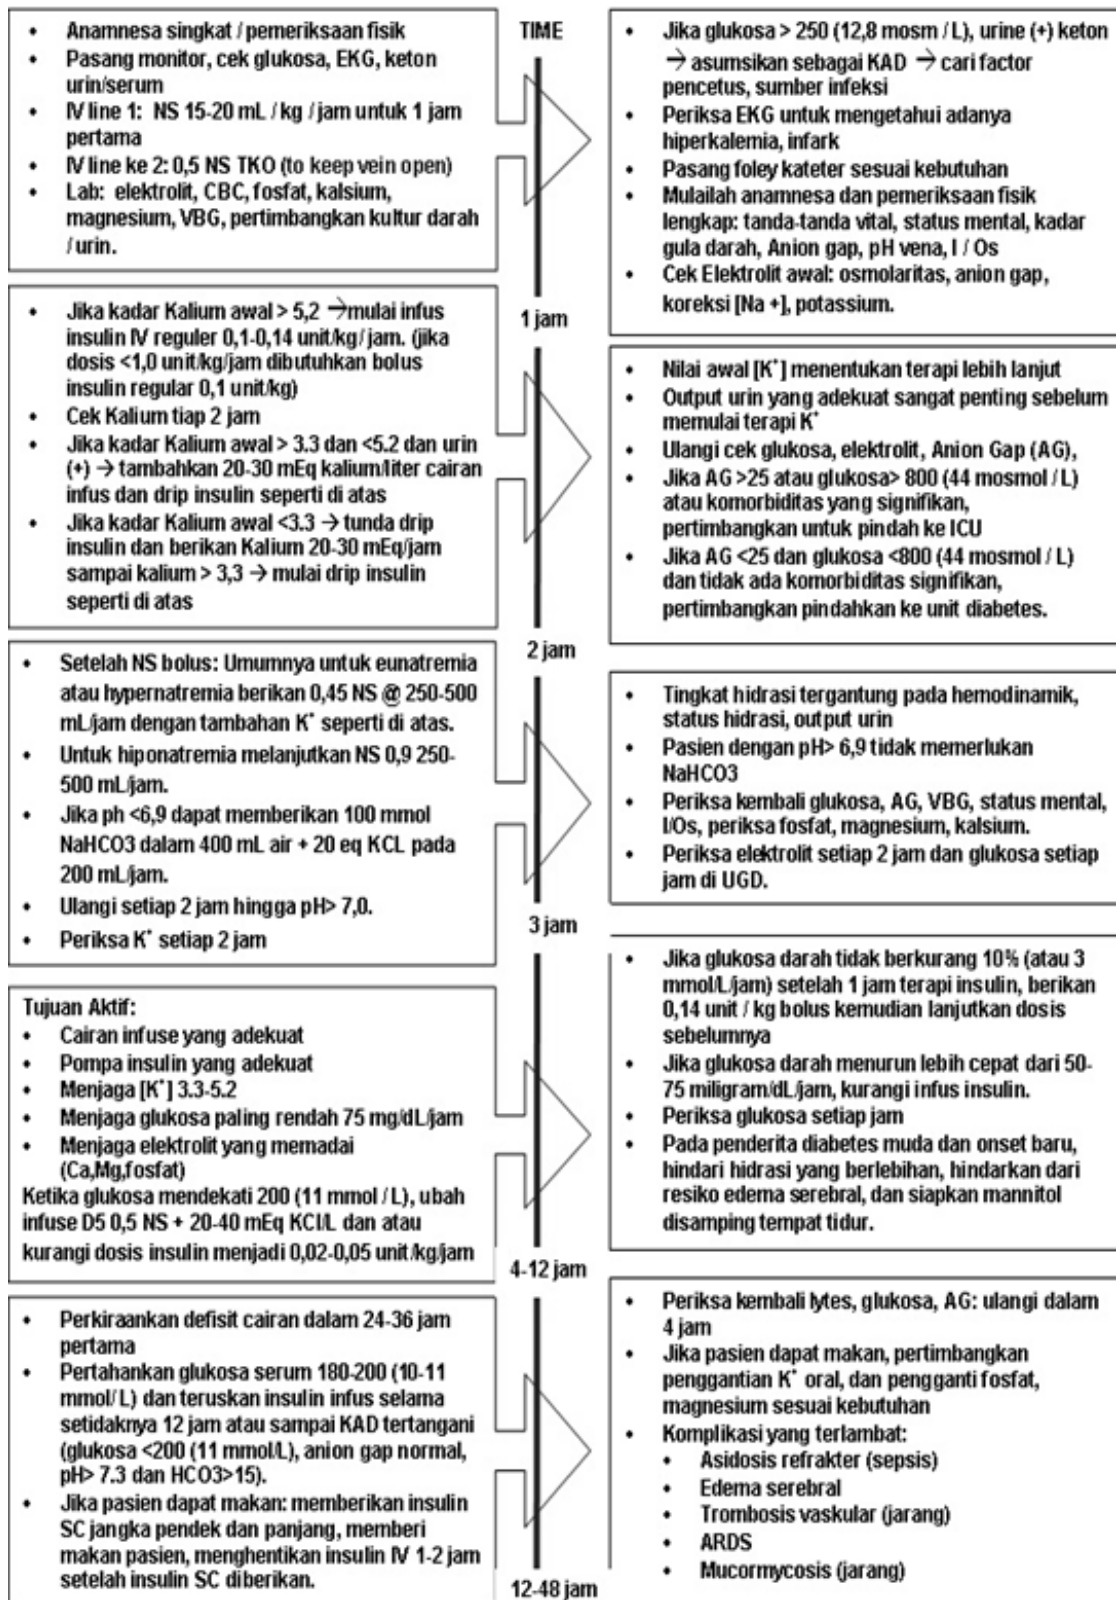 • Anamnesa singkat / pemeriksaan fisik
• Pasang monitor, cek glukosa, EKG, keton
urin/serum
• IV line 1: NS 15-20 mL / kg / jam untuk 1 jam
pertama
• IV line ke 2: 0,5 NS TKO (to keep vein open)
• Lab: elektrolit, CBC, fosfat, kalsium,
magnesium, VBG, pertimbangkan kultur darah
/ urin.
TIME
• Jika glukosa > 250 (12,8 mosm / L), urine (+) keton
→ asumsikan sebagai KAD → cari factor
pencetus, sumber infeksi
• Periksa EKG untuk mengetahui adanya
hiperkalemia, infark
• Pasang foley kateter sesuai kebutuhan
• Mulailah anamnesa dan pemeriksaan fisik
lengkap: tanda-tanda vital, status mental, kadar
gula darah, Anion gap, pH vena, I / Os
• Cek Elektrolit awal: osmolaritas, anion gap,
koreksi [Na +], potassium.
1 jam
• Jika kadar Kalium awal > 5,2 → mulai infus
insulin IV reguler 0,1-0,14 unit/kg/jam. (jika
dosis <1,0 unit/kg/jam dibutuhkan bolus
insulin regular 0,1 unit/kg)
• Cek Kalium tiap 2 jam
• Jika kadar Kalium awal > 3.3 dan <5.2 dan urin
(+) → tambahkan 20-30 mEq kalium/liter cairan
infus dan drip insulin seperti di atas
• Jika kadar Kalium awal <3.3 → tunda drip
insulin dan berikan Kalium 20-30 mEq/jam
sampai kalium > 3,3 → mulai drip insulin
seperti di atas
• Nilai awal [K⁺] menentukan terapi lebih lanjut
• Output urin yang adekuat sangat penting sebelum
memulai terapi K⁺
• Ulangi cek glukosa, elektrolit, Anion Gap (AG),
• Jika AG >25 atau glukosa> 800 (44 mosmol / L)
atau komorbiditas yang signifikan,
pertimbangkan untuk pindah ke ICU
• Jika AG <25 dan glukosa <800 (44 mosmol / L)
dan tidak ada komorbiditas signifikan,
pertimbangkan pindahkan ke unit diabetes.
2 jam
• Setelah NS bolus: Umumnya untuk eunatremia
atau hypernatremia berikan 0,45 NS @ 250-500
mL/jam dengan tambahan K⁺ seperti di atas.
• Untuk hiponatremia melanjutkan NS 0,9 250-
500 mL/jam.
• Jika ph <6,9 dapat memberikan 100 mmol
NaHCO3 dalam 400 mL air + 20 eq KCL pada
200 mL/jam.
• Ulangi setiap 2 jam hingga pH> 7,0.
• Periksa K⁺ setiap 2 jam
• Tingkat hidrasi tergantung pada hemodinamik,
status hidrasi, output urin
• Pasien dengan pH> 6,9 tidak memerlukan
NaHCO3
• Periksa kembali glukosa, AG, VBG, status mental,
I/Os, periksa fosfat, magnesium, kalsium.
• Periksa elektrolit setiap 2 jam dan glukosa setiap
jam di UGD.
3 jam
Tujuan Aktif:
• Cairan infuse yang adekuat
• Pompa insulin yang adekuat
• Menjaga [K⁺] 3.3-5.2
• Menjaga glukosa paling rendah 75 mg/dL/jam
• Menjaga elektrolit yang memadai
(Ca,Mg,fosfat)
Ketika glukosa mendekati 200 (11 mmol / L), ubah
infuse D5 0,5 NS + 20-40 mEq KCl/L dan atau
kurangi dosis insulin menjadi 0,02-0,05 unit/kg/jam
• Jika glukosa darah tidak berkurang 10% (atau 3
mmol/L/jam) setelah 1 jam terapi insulin, berikan
0,14 unit / kg bolus kemudian lanjutkan dosis
sebelumnya
• Jika glukosa darah menurun lebih cepat dari 50-
75 miligram/dL/jam, kurangi infus insulin.
• Periksa glukosa setiap jam
• Pada penderita diabetes muda dan onset baru,
hindari hidrasi yang berlebihan, hindarkan dari
resiko edema serebral, dan siapkan mannitol
disamping tempat tidur.
4-12 jam
• Perkiraankan defisit cairan dalam 24-36 jam
pertama
• Pertahankan glukosa serum 180-200 (10-11
mmol/ L) dan teruskan insulin infus selama
setidaknya 12 jam atau sampai KAD tertangani
(glukosa <200 (11 mmol/L), anion gap normal,
pH> 7.3 dan HCO3>15).
• Jika pasien dapat makan: memberikan insulin
SC jangka pendek dan panjang, memberi
makan pasien, menghentikan insulin IV 1-2 jam
setelah insulin SC diberikan.
• Periksa kembali lytes, glukosa, AG: ulangi dalam
4 jam
• Jika pasien dapat makan, pertimbangkan
penggantian K⁺ oral, dan pengganti fosfat,
magnesium sesuai kebutuhan
• Komplikasi yang terlambat:
• Asidosis refrakter (sepsis)
• Edema serebral
• Trombosis vaskular (jarang)
• ARDS
• Mucormycosis (jarang)
12-48 jam